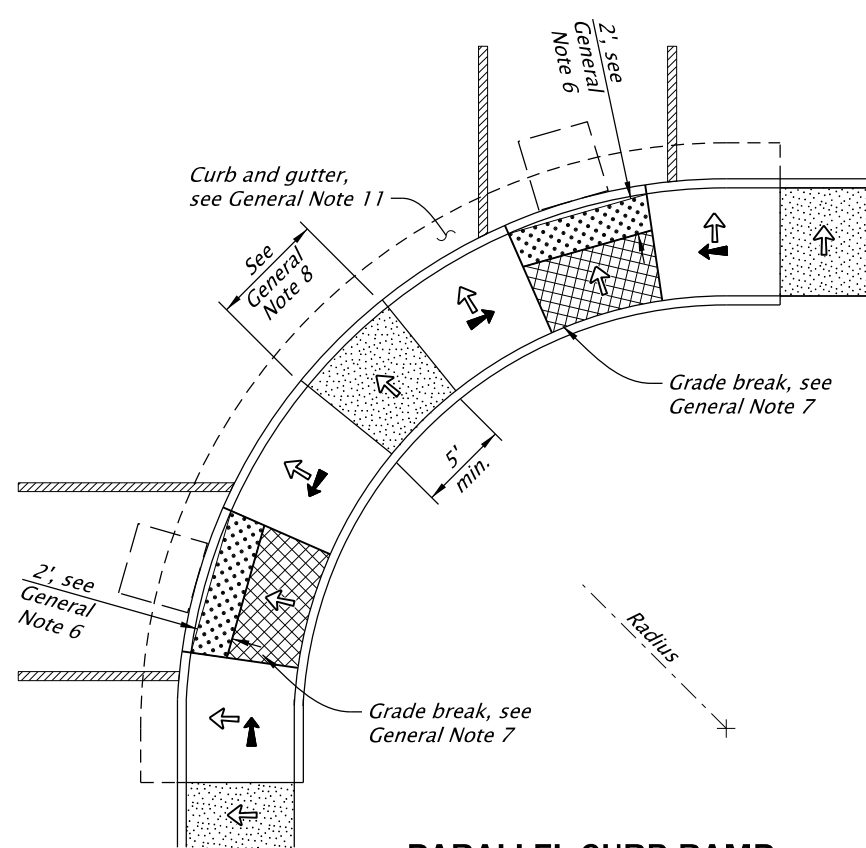 2', see
General
Note 6
Curb and gutter,
see General Note 11
See
General
Note 8
Grade break, see
General Note 7
5'
min.
2', see
General
Note 6
Radius
Grade break, see
General Note 7
PARALLEL CURB RAMP